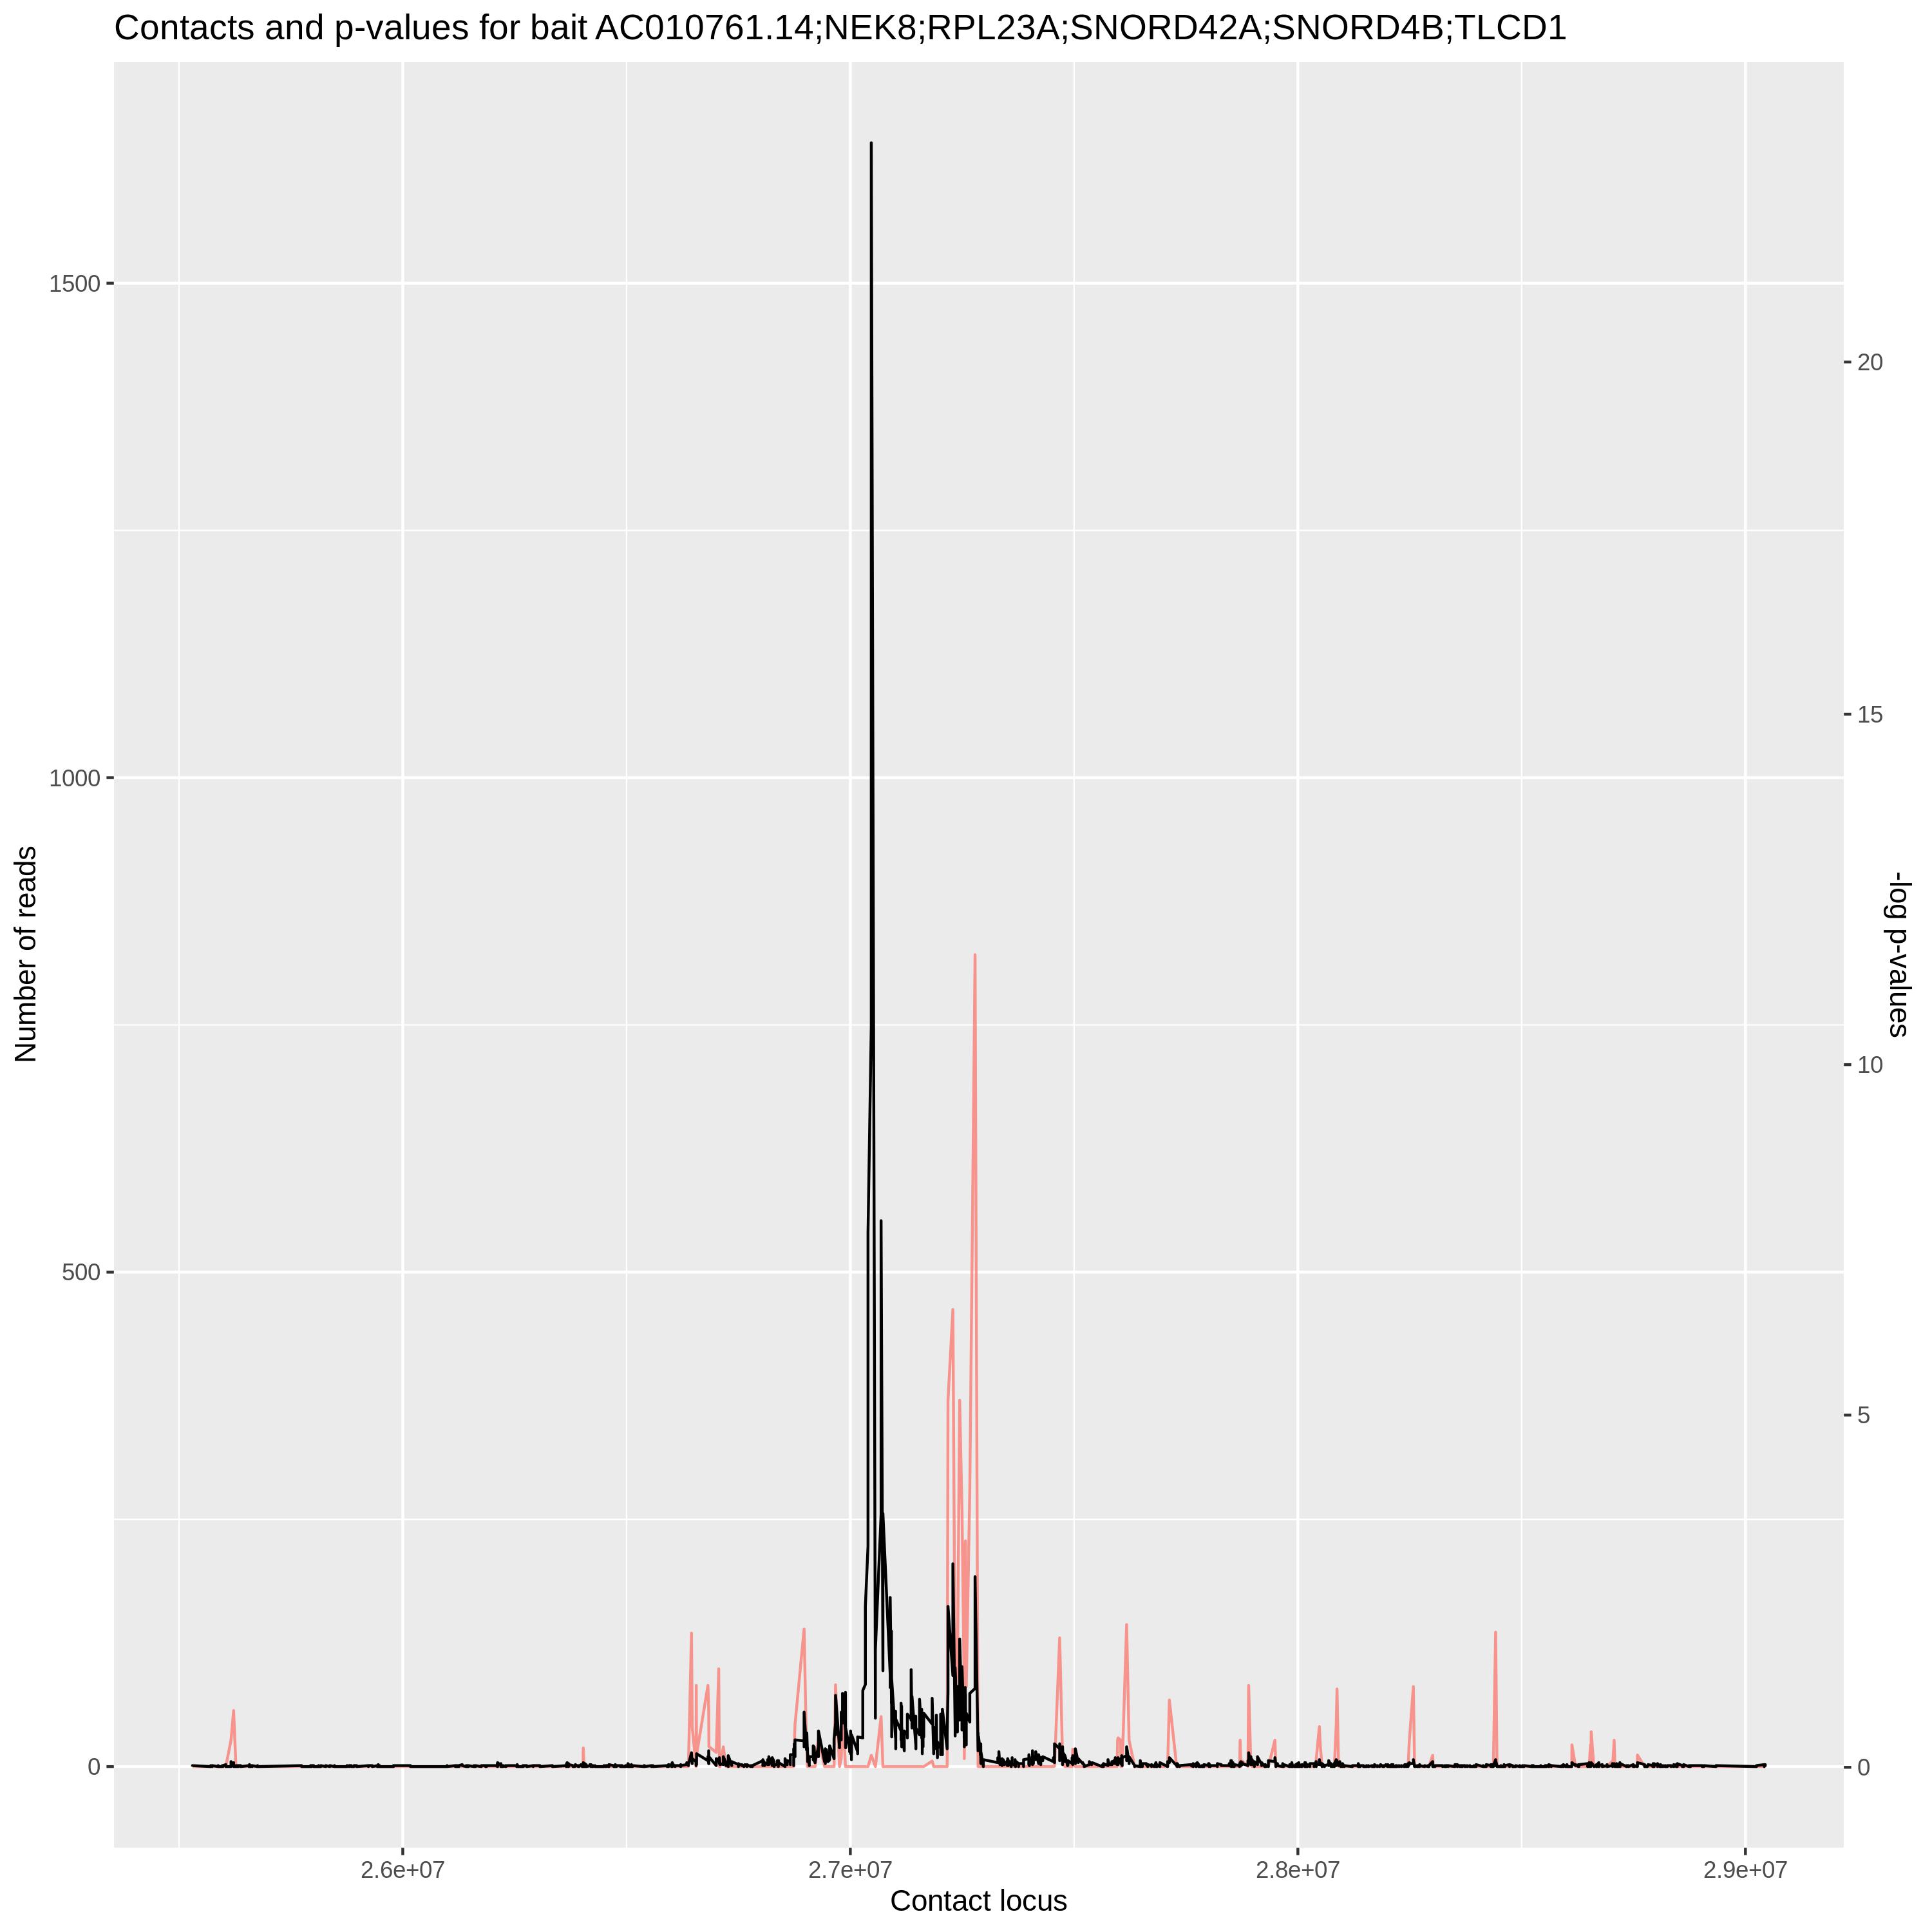 Contacts and p-values for bait AC010761.14;NEK8;RPL23A;SNORD42A;SNORD4B;TLCD1
1500
1000
500
0
Number of reads
20
15
10
5
0
-log p-values
2.6e+07
2.7e+07
2.8e+07
2.9e+07
Contact locus